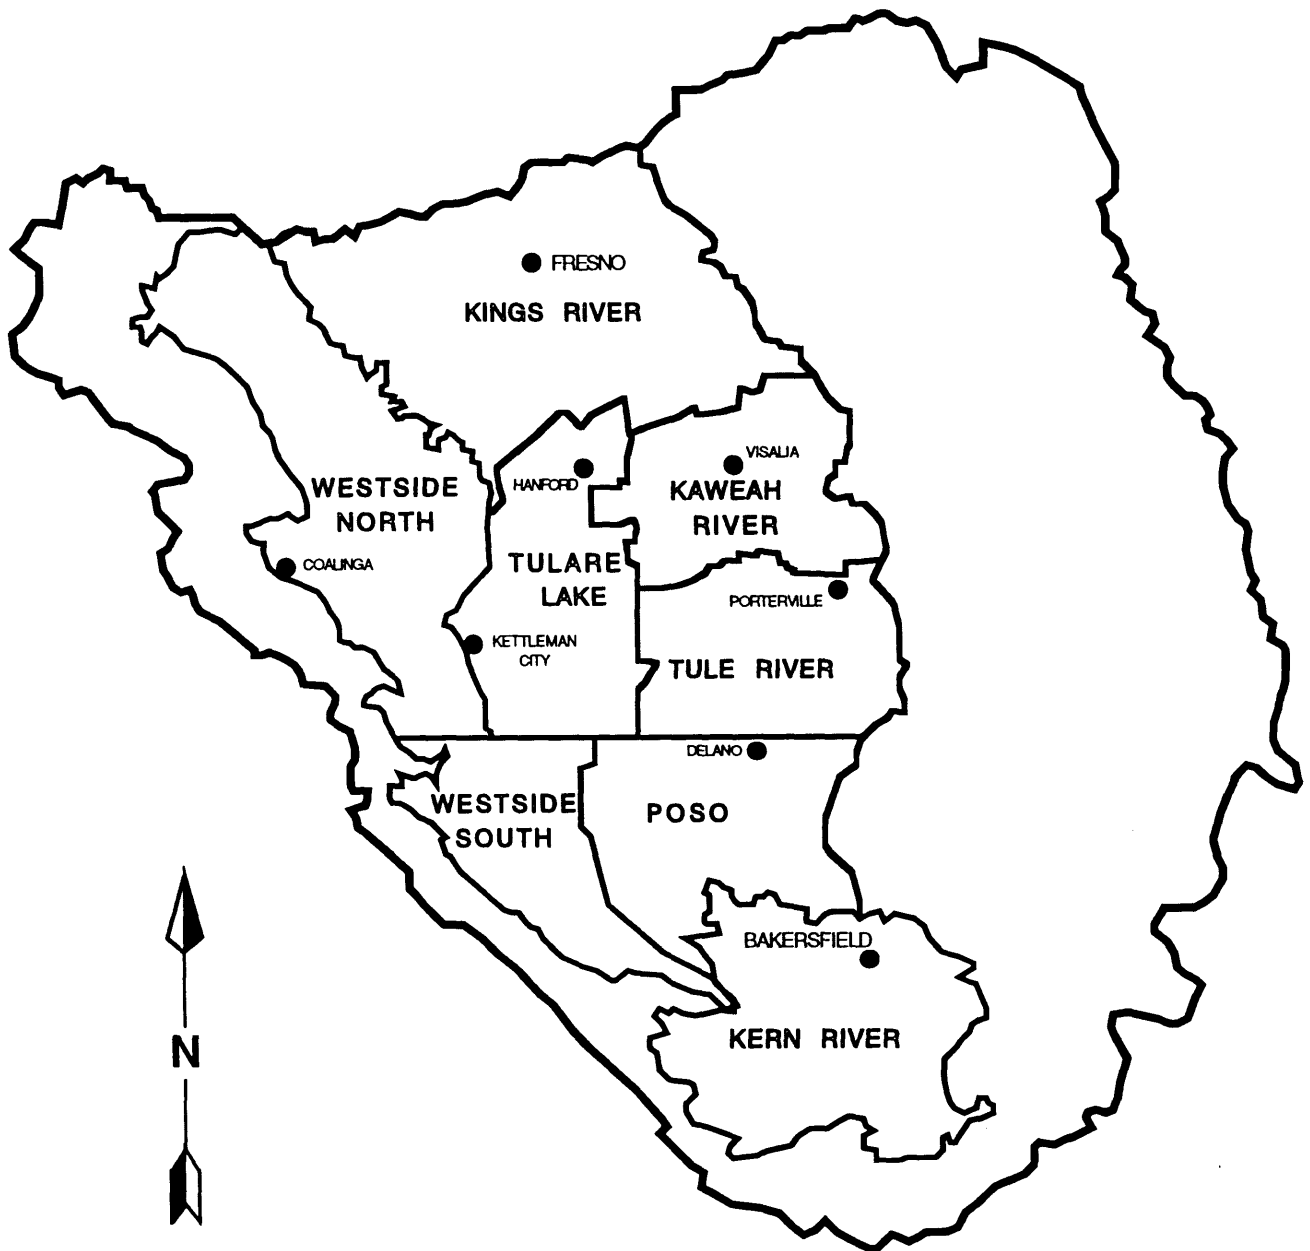 FRESNO
KINGS RIVER
VISALIA
HANFORD
KAWEAH
RIVER
WESTSIDE
NORTH
COALINGA
TULARE
LAKE
PORTERVILLE
KETTLEMAN
CITY
TULE RIVER
DELANO
WESTSIDE
SOUTH
POSO
BAKERSFIELD
KERN RIVER
N